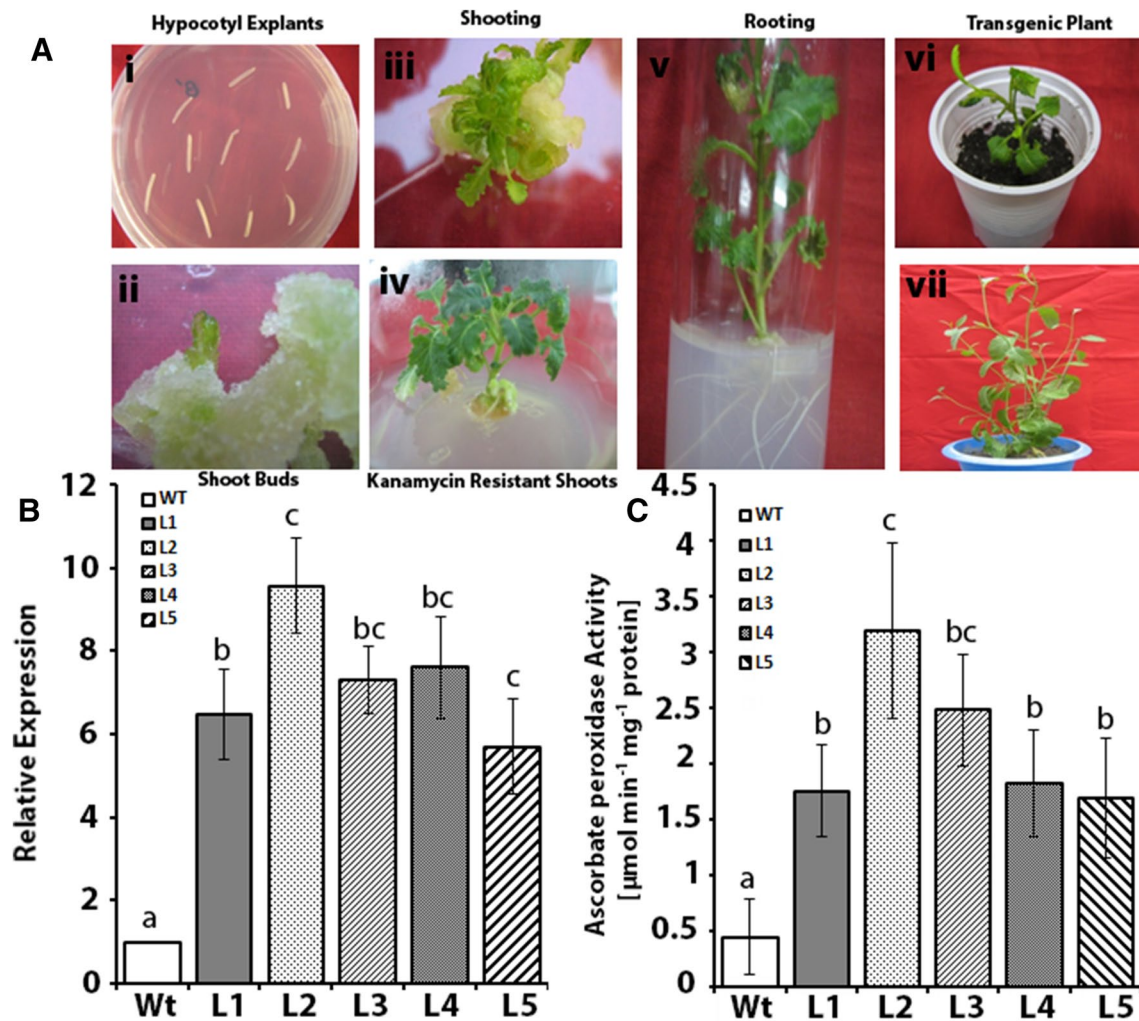 A
Hypocotyl Explants
Shooting
Rooting
Transgenic Plant
i
iii
v
vi
ii
iv
vii
Shoot Buds
Kanamycin Resistant Shoots
B
12
10
8
6
4
2
0
Relative Expression
WT
L1
L2
L3
L4
L5
a
b
c
bc
bc
c
Wt L1 L2 L3 L4 L5
C
4.5
4
3.5
3
2.5
2
1.5
1
0.5
0
Ascorbate peroxidase Activity
[µmol min⁻¹ mg⁻¹ protein]
WT
L1
L2
L3
L4
L5
a
b
c
bc
b
b
Wt L1 L2 L3 L4 L5